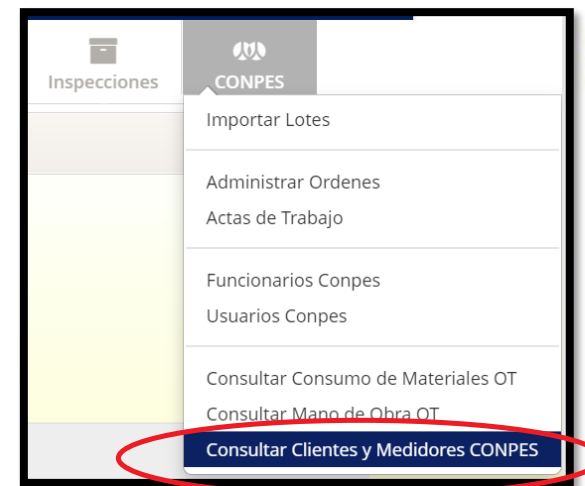 Inspecciones
CONPES
Importar Lotes
Administrar Ordenes
Actas de Trabajo
Funcionarios Conpes
Usuarios Conpes
Consultar Consumo de Materiales OT
Consultar Mano de Obra OT
Consultar Clientes y Medidores CONPES